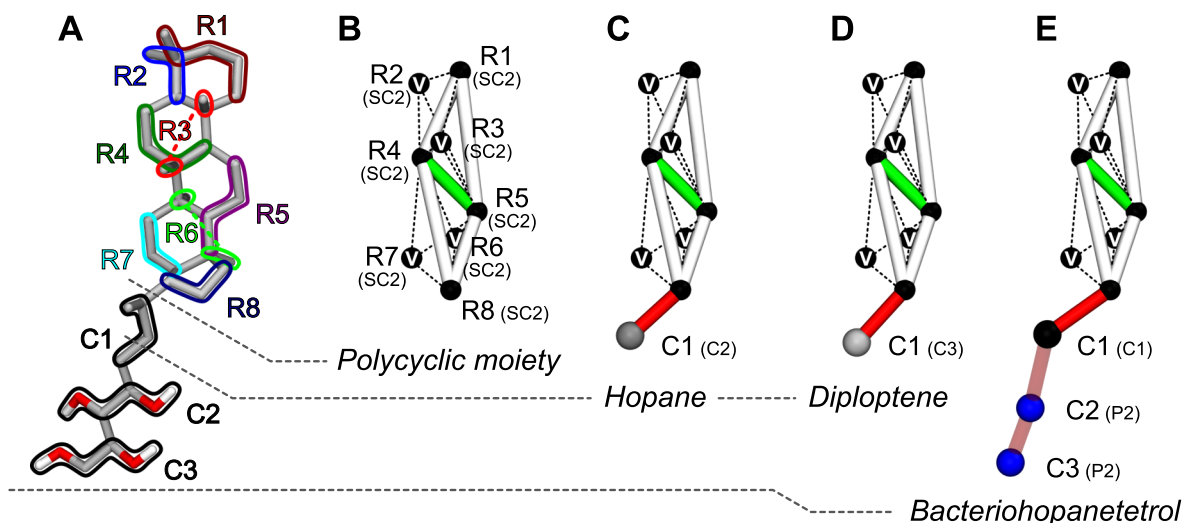 A
R1
R2
R3
R4
R5
R6
R7
R8
C1
C2
C3
B
R1
(SC2)
R2
(SC2)
V
R3
(SC2)
V
R4
(SC2)
R5
(SC2)
R6
(SC2)
V
R7
(SC2)
V
R8 (SC2)
Polycyclic moiety
C
V
V
V
V
C1 (C2)
Hopane
D
V
V
V
V
C1 (C3)
Diploptene
E
V
V
V
V
C1 (C1)
C2 (P2)
C3 (P2)
Bacteriohopanetetrol